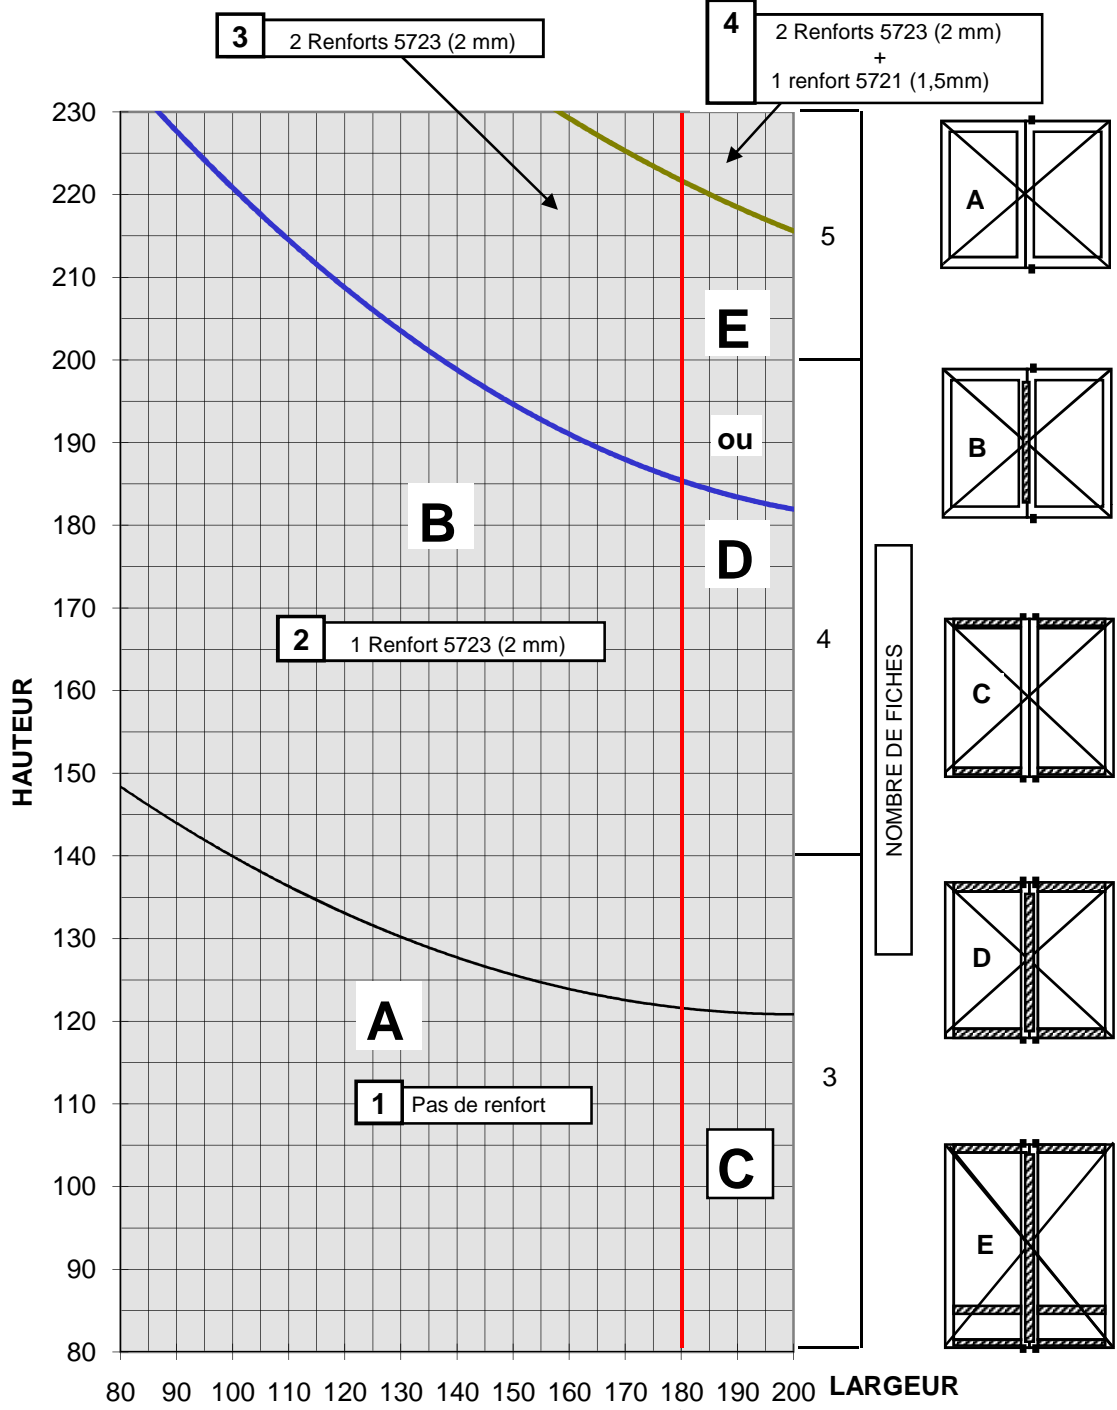 3
2 Renforts 5723 (2 mm)
4
2 Renforts 5723 (2 mm)
+
1 renfort 5721 (1,5mm)
230
220
210
200
190
180
170
160
150
140
130
120
110
100
90
80
HAUTEUR
E
ou
D
B
2
1 Renfort 5723 (2 mm)
A
1
Pas de renfort
C
5
4
3
NOMBRE DE FICHES
A
B
C
D
E
80 90 100 110 120 130 140 150 160 170 180 190 200
LARGEUR